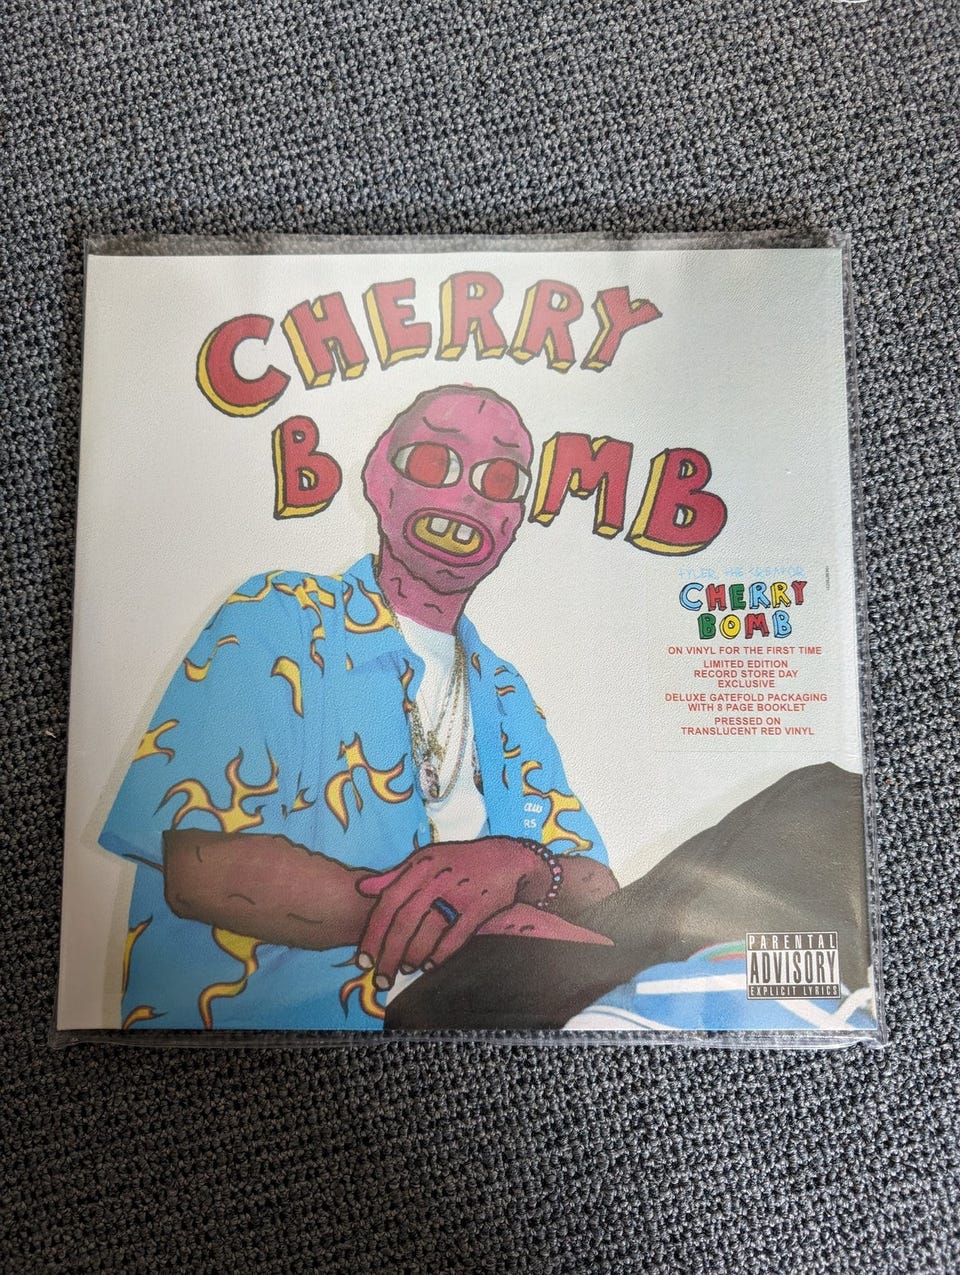 CHERRY
BOMB
TYLER, THE CREATOR
CHERRY
BOMB
ON VINYL FOR THE FIRST TIME
LIMITED EDITION
RECORD STORE DAY
EXCLUSIVE
DELUXE GATEFOLD PACKAGING
WITH 8 PAGE BOOKLET
PRESSED ON
TRANSLUCENT RED VINYL
PARENTAL
ADVISORY
EXPLICIT LYRICS